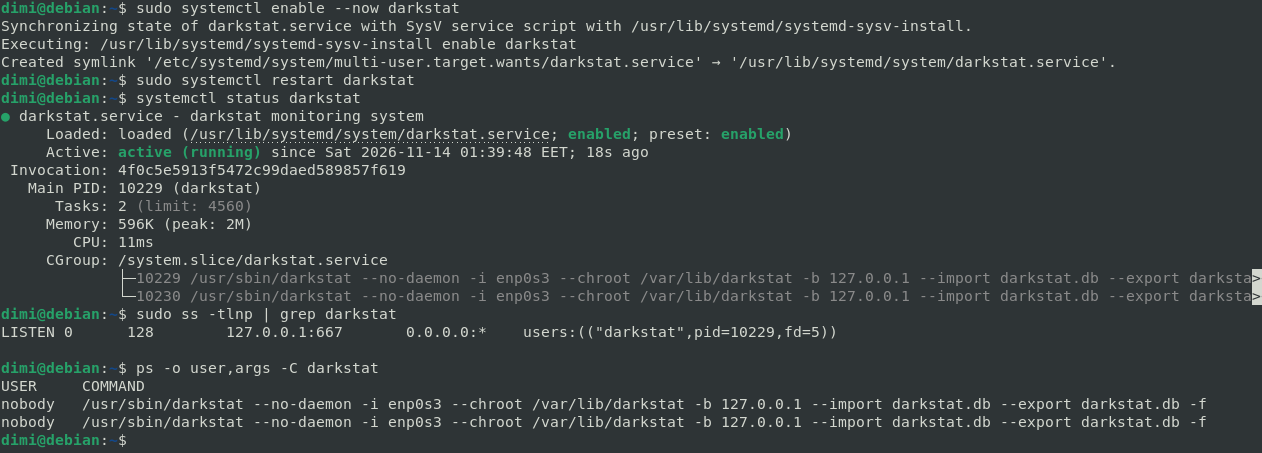 dimi@debian:~$ sudo systemctl enable --now darkstat
Synchronizing state of darkstat.service with SysV service script with /usr/lib/systemd/systemd-sysv-install.
Executing: /usr/lib/systemd/systemd-sysv-install enable darkstat
Created symlink '/etc/systemd/system/multi-user.target.wants/darkstat.service' → '/usr/lib/systemd/system/darkstat.service'.
dimi@debian:~$ sudo systemctl restart darkstat
dimi@debian:~$ systemctl status darkstat
● darkstat.service - darkstat monitoring system
     Loaded: loaded (/usr/lib/systemd/system/darkstat.service; enabled; preset: enabled)
     Active: active (running) since Sat 2026-11-14 01:39:48 EET; 18s ago
 Invocation: 4f0c5e5913f5472c99daed589857f619
   Main PID: 10229 (darkstat)
      Tasks: 2 (limit: 4560)
     Memory: 596K (peak: 2M)
        CPU: 11ms
     CGroup: /system.slice/darkstat.service
             ├─10229 /usr/sbin/darkstat --no-daemon -i enp0s3 --chroot /var/lib/darkstat -b 127.0.0.1 --import darkstat.db --export darksta>
             └─10230 /usr/sbin/darkstat --no-daemon -i enp0s3 --chroot /var/lib/darkstat -b 127.0.0.1 --import darkstat.db --export darksta>
dimi@debian:~$ sudo ss -tlnp | grep darkstat
LISTEN 0      128        127.0.0.1:667       0.0.0.0:*    users:(("darkstat",pid=10229,fd=5))

dimi@debian:~$ ps -o user,args -C darkstat
USER     COMMAND
nobody   /usr/sbin/darkstat --no-daemon -i enp0s3 --chroot /var/lib/darkstat -b 127.0.0.1 --import darkstat.db --export darkstat.db -f
nobody   /usr/sbin/darkstat --no-daemon -i enp0s3 --chroot /var/lib/darkstat -b 127.0.0.1 --import darkstat.db --export darkstat.db -f
dimi@debian:~$